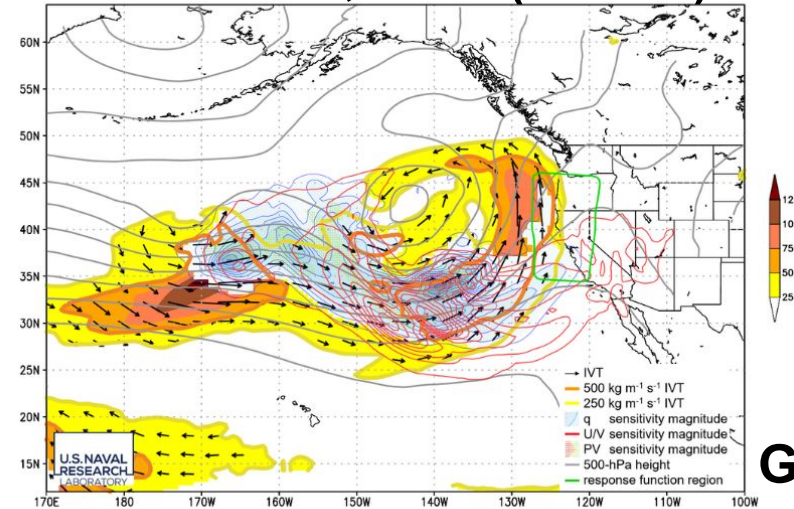 60N
55N
50N
45N
40N
35N
30N
25N
20N
15N
170E 180 170W 160W 150W 140W 130W 120W 110W 100W
12
10
75
50
25
IVT
500 kg m⁻¹ s⁻¹ IVT
250 kg m⁻¹ s⁻¹ IVT
q sensitivity magnitude
U/V sensitivity magnitude
PV sensitivity magnitude
500-hPa height
response function region
U.S. NAVAL
RESEARCH
LABORATORY
G